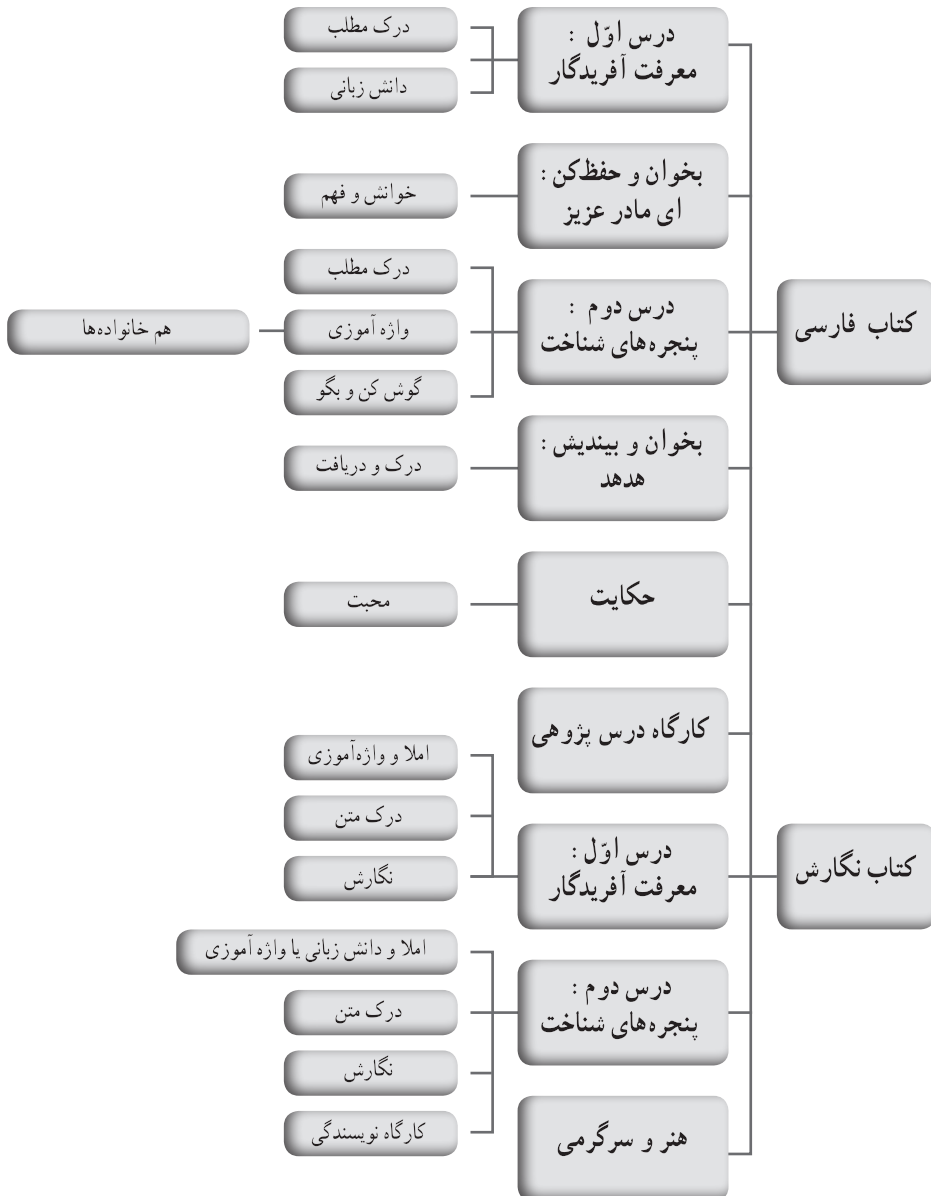 کتاب فارسی
درس اوّل :
معرفت آفریدگار
درک مطلب
دانش زبانی
بخوان و حفظ‌کن :
ای مادر عزیز
خوانش و فهم
درس دوم :
پنجره‌های شناخت
درک مطلب
واژه آموزی
هم خانواده‌ها
گوش کن و بگو
بخوان و بیندیش :
هدهد
درک و دریافت
حکایت
محبت
کارگاه درس پژوهی
کتاب نگارش
درس اوّل :
معرفت آفریدگار
املا و واژه‌آموزی
درک متن
نگارش
درس دوم :
پنجره‌های شناخت
املا و دانش زبانی یا واژه آموزی
درک متن
نگارش
کارگاه نویسندگی
هنر و سرگرمی